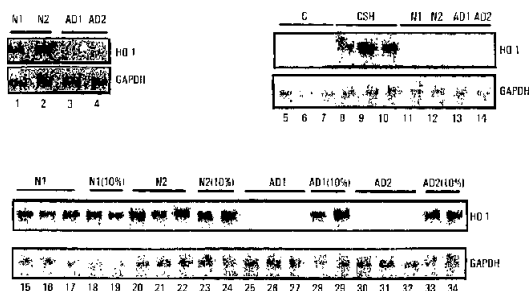 N1 N2 AD1 AD2
HO 1
GAPDH
1 2 3 4
C CSH N1 N2 AD1 AD2
HO 1
GAPDH
5 6 7 8 9 10 11 12 13 14
N1 N1(10%) N2 N2(10%) AD1 AD1(10%) AD2 AD2(10%)
HO 1
GAPDH
15 16 17 18 19 20 21 22 23 24 25 26 27 28 29 30 31 32 33 34